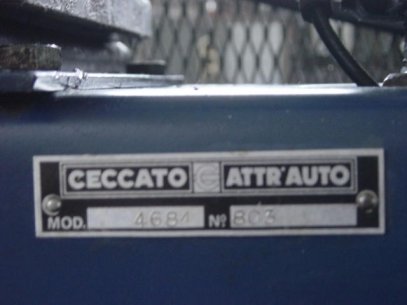 CECCATO C ATTR'AUTO
MOD. 4684 Nº 803